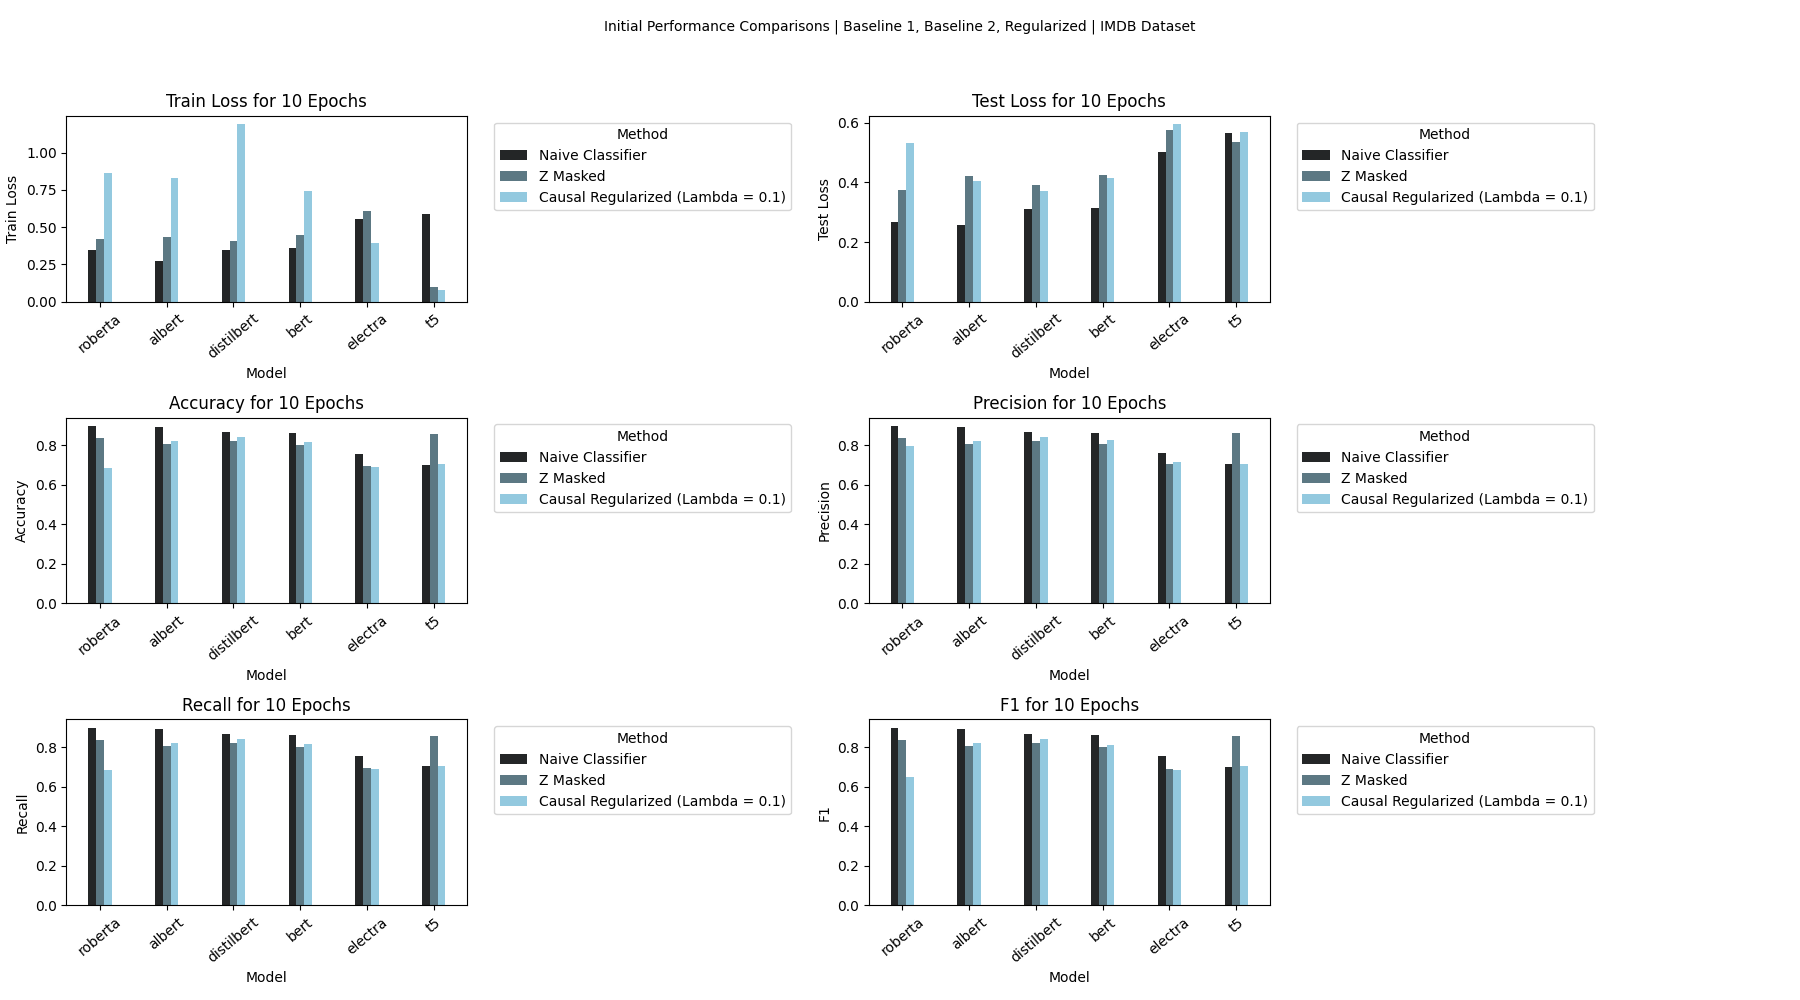 Initial Performance Comparisons | Baseline 1, Baseline 2, Regularized | IMDB Dataset
Train Loss for 10 Epochs
Train Loss
1.00
0.75
0.50
0.25
0.00
roberta
albert
distilbert
bert
electra
t5
Model
Method
Naive Classifier
Z Masked
Causal Regularized (Lambda = 0.1)
Test Loss for 10 Epochs
Test Loss
0.6
0.4
0.2
0.0
roberta
albert
distilbert
bert
electra
t5
Model
Method
Naive Classifier
Z Masked
Causal Regularized (Lambda = 0.1)
Accuracy for 10 Epochs
Accuracy
0.8
0.6
0.4
0.2
0.0
roberta
albert
distilbert
bert
electra
t5
Model
Method
Naive Classifier
Z Masked
Causal Regularized (Lambda = 0.1)
Precision for 10 Epochs
Precision
0.8
0.6
0.4
0.2
0.0
roberta
albert
distilbert
bert
electra
t5
Model
Method
Naive Classifier
Z Masked
Causal Regularized (Lambda = 0.1)
Recall for 10 Epochs
Recall
0.8
0.6
0.4
0.2
0.0
roberta
albert
distilbert
bert
electra
t5
Model
Method
Naive Classifier
Z Masked
Causal Regularized (Lambda = 0.1)
F1 for 10 Epochs
F1
0.8
0.6
0.4
0.2
0.0
roberta
albert
distilbert
bert
electra
t5
Model
Method
Naive Classifier
Z Masked
Causal Regularized (Lambda = 0.1)